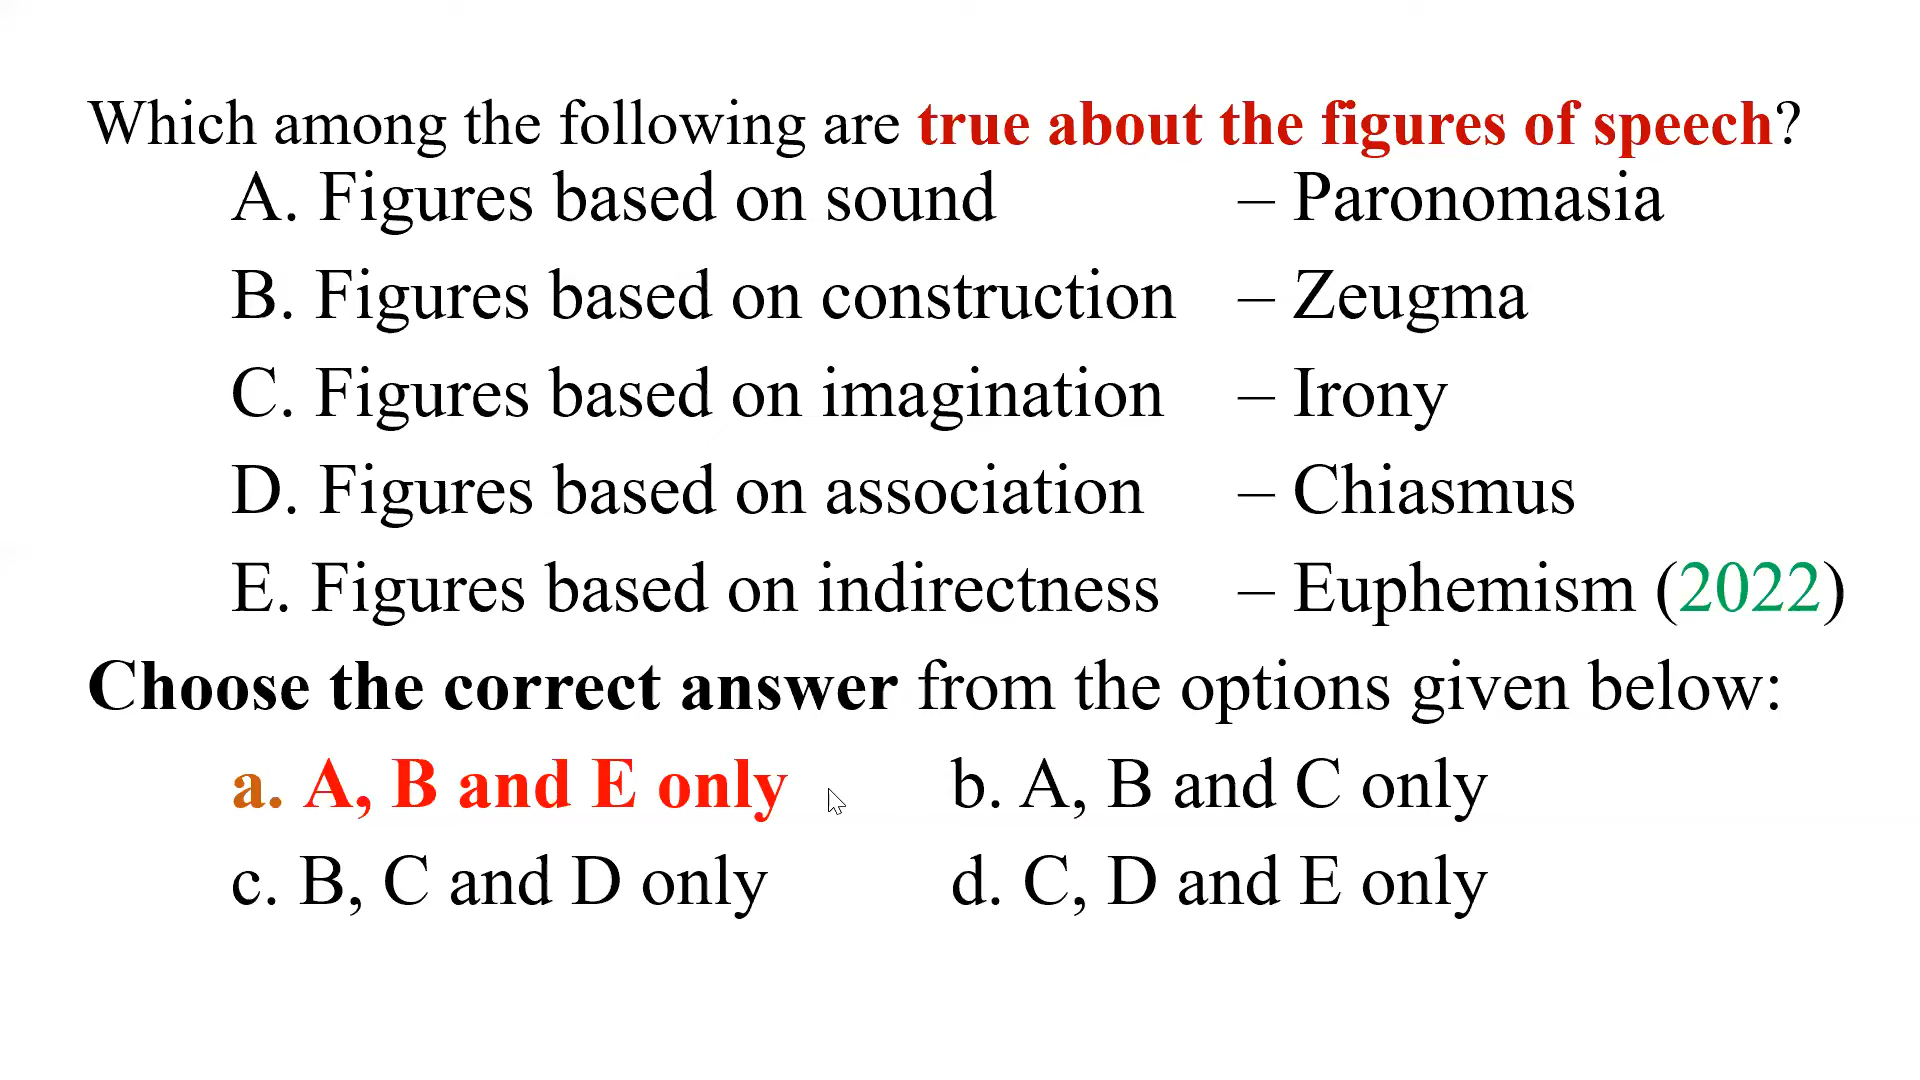 Which among the following are true about the figures of speech?
A. Figures based on sound – Paronomasia
B. Figures based on construction – Zeugma
C. Figures based on imagination – Irony
D. Figures based on association – Chiasmus
E. Figures based on indirectness – Euphemism (2022)
Choose the correct answer from the options given below:
a. A, B and E only b. A, B and C only
c. B, C and D only d. C, D and E only